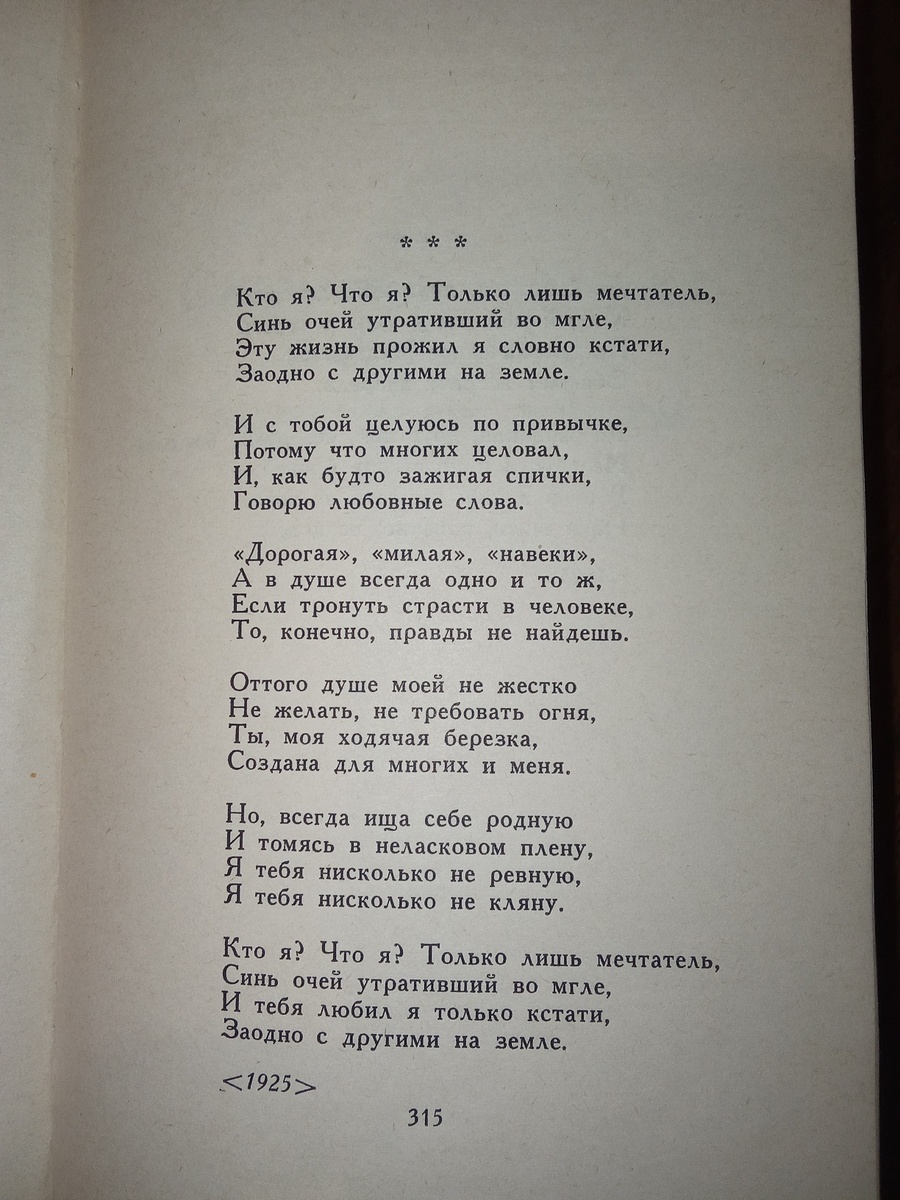 * * *
Кто я? Что я? Только лишь мечтатель,
Синь очей утративший во мгле,
Эту жизнь прожил я словно кстати,
Заодно с другими на земле.
И с тобой целуюсь по привычке,
Потому что многих целовал,
И, как будто зажигая спички,
Говорю любовные слова.
«Дорогая», «милая», «навеки»,
А в душе всегда одно и то ж,
Если тронуть страсти в человеке,
То, конечно, правды не найдешь.
Оттого душе моей не жестко
Не желать, не требовать огня,
Ты, моя ходячая березка,
Создана для многих и меня.
Но, всегда ища себе родную
И томясь в неласковом плену,
Я тебя нисколько не ревную,
Я тебя нисколько не кляну.
Кто я? Что я? Только лишь мечтатель,
Синь очей утративший во мгле,
И тебя любил я только кстати,
Заодно с другими на земле.
<1925>
315